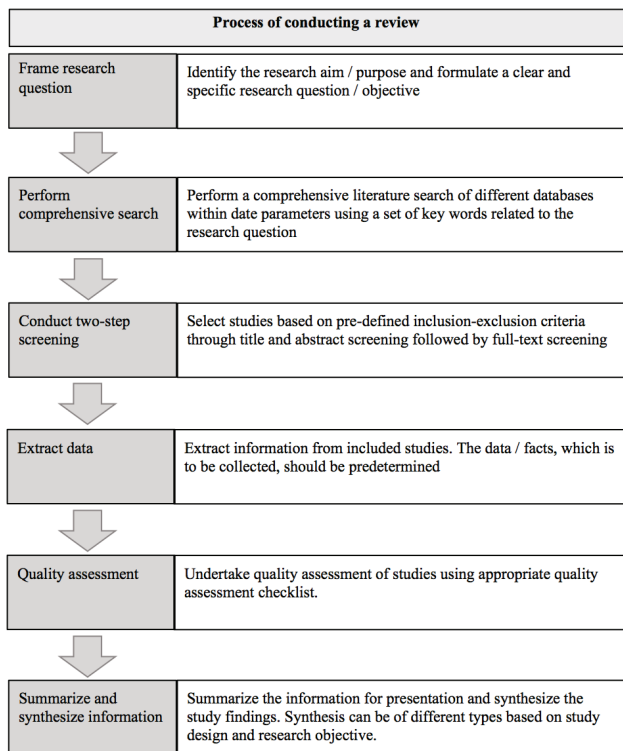 Process of conducting a review
Frame research
question
Identify the research aim / purpose and formulate a clear and
specific research question / objective
Perform
comprehensive search
Perform a comprehensive literature search of different databases
within date parameters using a set of key words related to the
research question
Conduct two-step
screening
Select studies based on pre-defined inclusion-exclusion criteria
through title and abstract screening followed by full-text screening
Extract data
Extract information from included studies. The data / facts, which is
to be collected, should be predetermined
Quality assessment
Undertake quality assessment of studies using appropriate quality
assessment checklist.
Summarize and
synthesize information
Summarize the information for presentation and synthesize the
study findings. Synthesis can be of different types based on study
design and research objective.